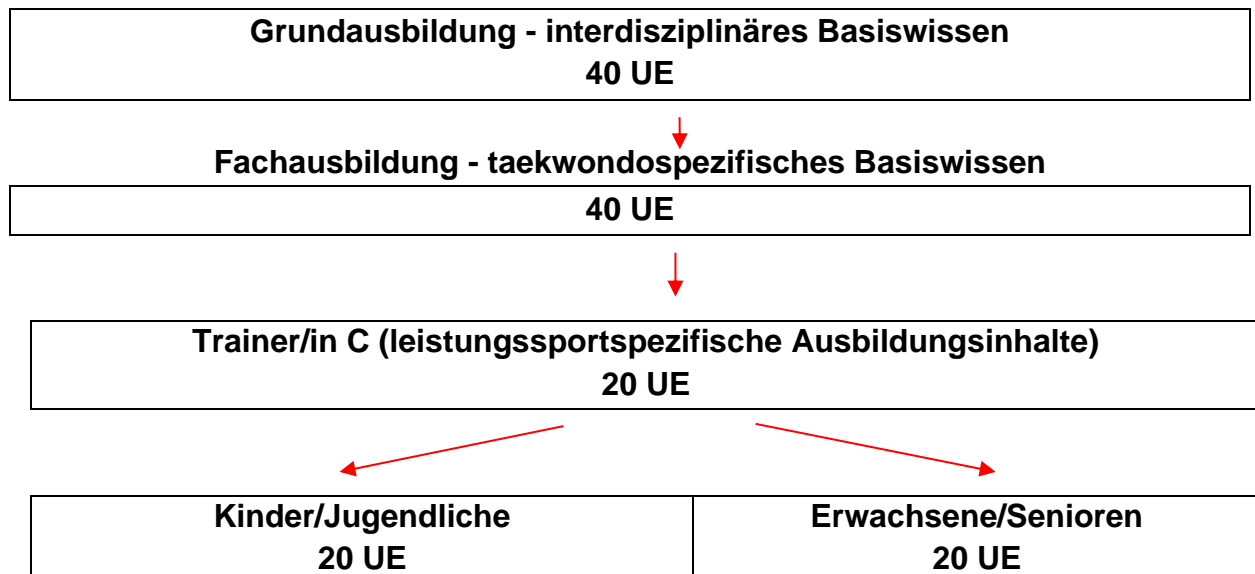 Grundausbildung - interdisziplinäres Basiswissen
40 UE
Fachausbildung - taekwondospezifisches Basiswissen
40 UE
Trainer/in C (leistungssportspezifische Ausbildungsinhalte)
20 UE
Kinder/Jugendliche
20 UE
Erwachsene/Senioren
20 UE